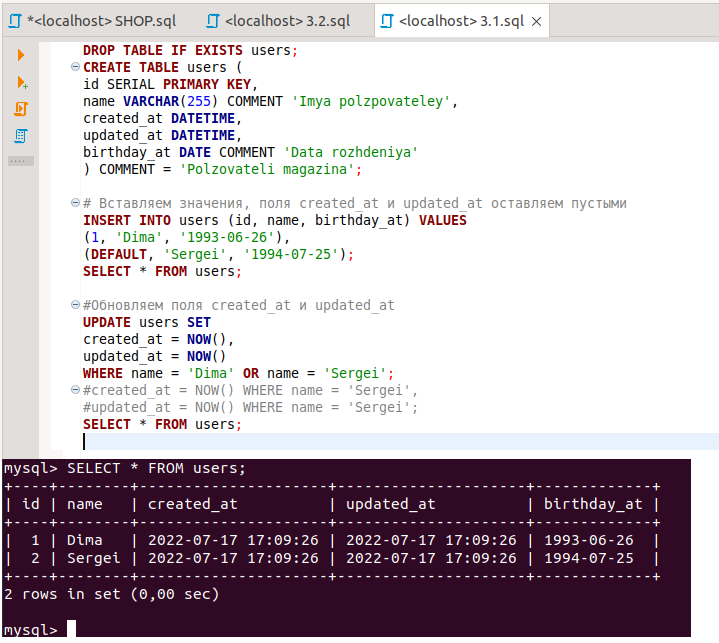 *<localhost> SHOP.sql <localhost> 3.2.sql <localhost> 3.1.sql
DROP TABLE IF EXISTS users;
CREATE TABLE users (
id SERIAL PRIMARY KEY,
name VARCHAR(255) COMMENT 'Imya polzpovateley',
created_at DATETIME,
updated_at DATETIME,
birthday_at DATE COMMENT 'Data rozhdeniya'
) COMMENT = 'Polzovateli magazina';
# Вставляем значения, поля created_at и updated_at оставляем пустыми
INSERT INTO users (id, name, birthday_at) VALUES
(1, 'Dima', '1993-06-26'),
(DEFAULT, 'Sergei', '1994-07-25');
SELECT * FROM users;
#Обновляем поля created_at и updated_at
UPDATE users SET
created_at = NOW(),
updated_at = NOW()
WHERE name = 'Dima' OR name = 'Sergei';
#created_at = NOW() WHERE name = 'Sergei',
#updated_at = NOW() WHERE name = 'Sergei';
SELECT * FROM users;
mysql> SELECT * FROM users;
+----+--------+---------------------+---------------------+-------------+
| id | name   | created_at          | updated_at          | birthday_at |
+----+--------+---------------------+---------------------+-------------+
|  1 | Dima   | 2022-07-17 17:09:26 | 2022-07-17 17:09:26 | 1993-06-26  |
|  2 | Sergei | 2022-07-17 17:09:26 | 2022-07-17 17:09:26 | 1994-07-25  |
+----+--------+---------------------+---------------------+-------------+
2 rows in set (0,00 sec)
mysql>